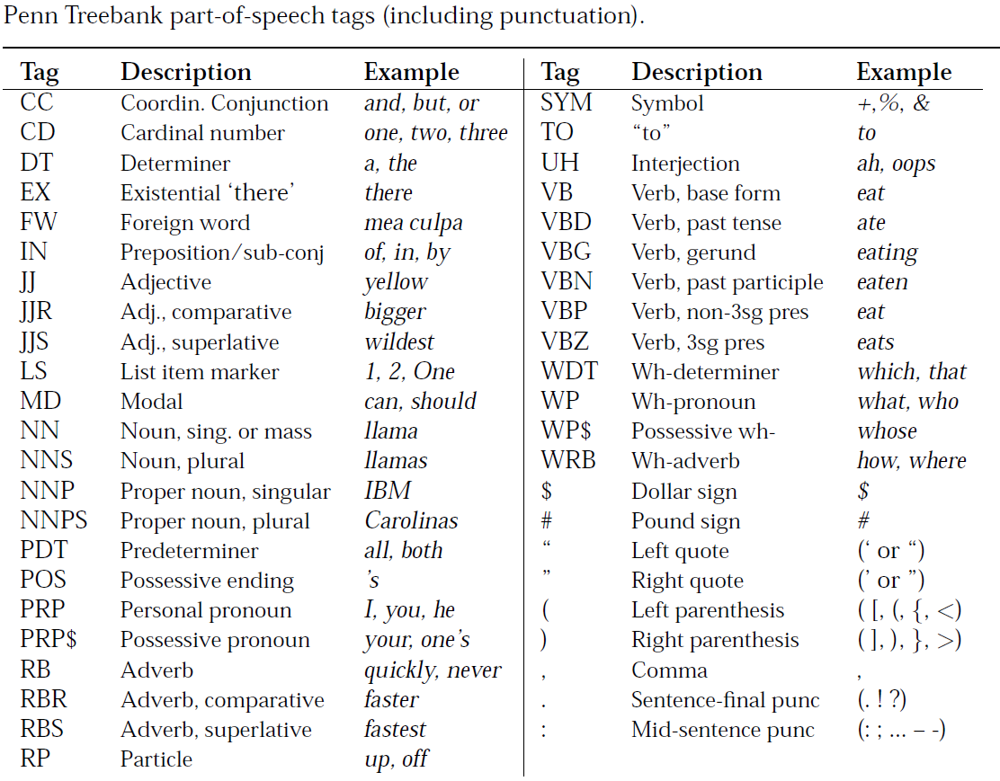 Penn Treebank part-of-speech tags (including punctuation).
Tag Description Example Tag Description Example
CC Coordin. Conjunction and, but, or SYM Symbol +,%, &
CD Cardinal number one, two, three TO “to” to
DT Determiner a, the UH Interjection ah, oops
EX Existential ‘there’ there VB Verb, base form eat
FW Foreign word mea culpa VBD Verb, past tense ate
IN Preposition/sub-conj of, in, by VBG Verb, gerund eating
JJ Adjective yellow VBN Verb, past participle eaten
JJR Adj., comparative bigger VBP Verb, non-3sg pres eat
JJS Adj., superlative wildest VBZ Verb, 3sg pres eats
LS List item marker 1, 2, One WDT Wh-determiner which, that
MD Modal can, should WP Wh-pronoun what, who
NN Noun, sing. or mass llama WP$ Possessive wh- whose
NNS Noun, plural llamas WRB Wh-adverb how, where
NNP Proper noun, singular IBM $ Dollar sign $
NNPS Proper noun, plural Carolinas # Pound sign #
PDT Predeterminer all, both “ Left quote (‘ or “)
POS Possessive ending ’s ” Right quote (’ or ”)
PRP Personal pronoun I, you, he ( Left parenthesis ( [, (, {, <)
PRP$ Possessive pronoun your, one’s ) Right parenthesis ( ], ), }, >)
RB Adverb quickly, never , Comma ,
RBR Adverb, comparative faster . Sentence-final punc (. ! ?)
RBS Adverb, superlative fastest : Mid-sentence punc (: ; ... – -)
RP Particle up, off